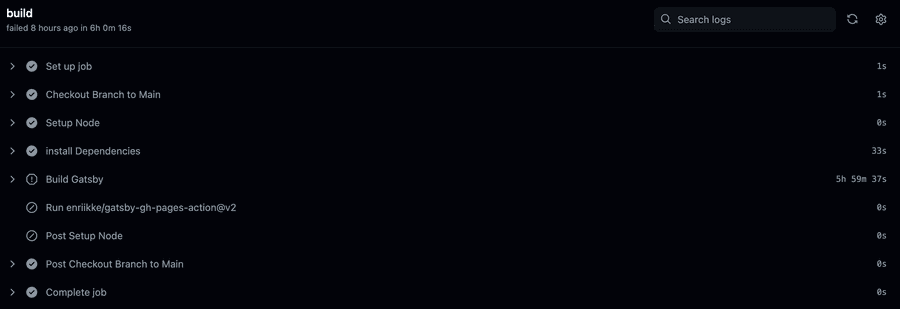 build
failed 8 hours ago in 6h 0m 16s
Search logs
Set up job 1s
Checkout Branch to Main 1s
Setup Node 0s
install Dependencies 33s
Build Gatsby 5h 59m 37s
Run enriikke/gatsby-gh-pages-action@v2 0s
Post Setup Node 0s
Post Checkout Branch to Main 0s
Complete job 0s